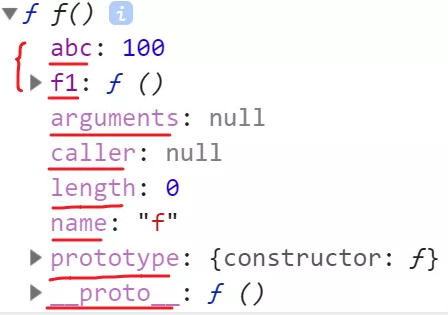 ƒ f() i
abc: 100
f1: ƒ ()
arguments: null
caller: null
length: 0
name: "f"
prototype: {constructor: ƒ}
__proto__: ƒ ()